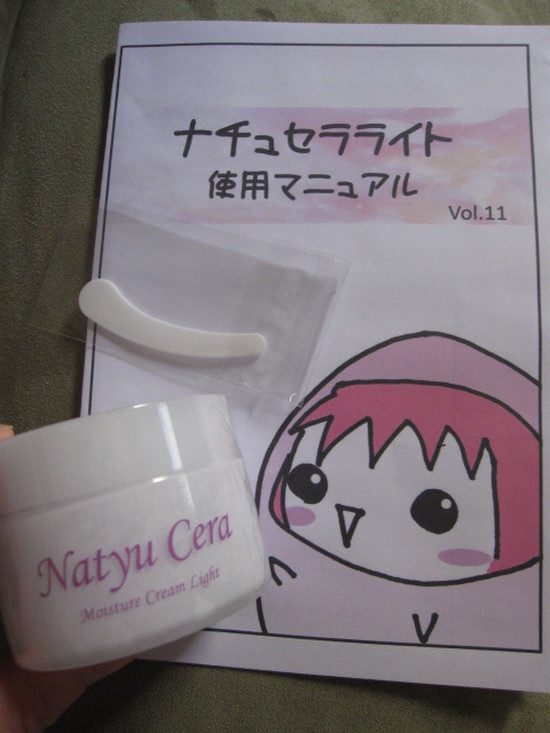 ナチュセラライト
使用マニュアル
Vol.11
Natyu Cera
Moisture Cream Light